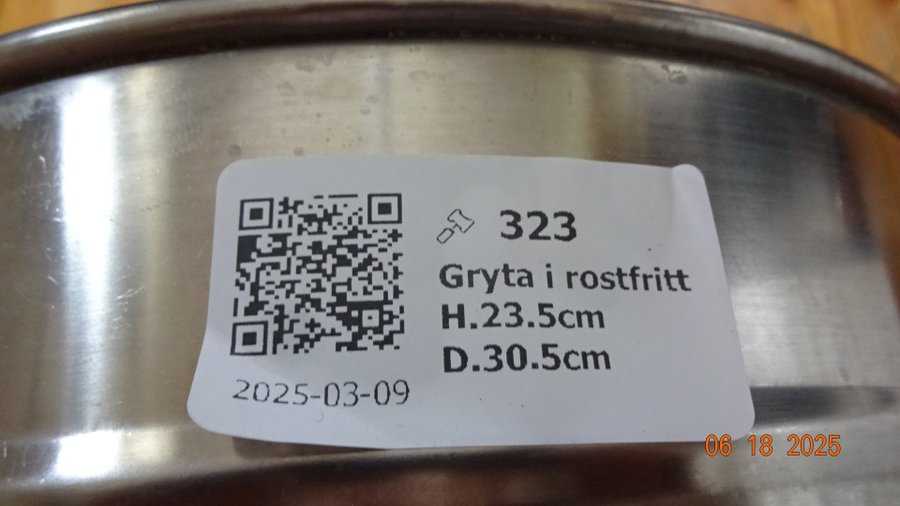 323
Gryta i rostfritt
H.23.5cm
D.30.5cm
2025-03-09
06 18 2025